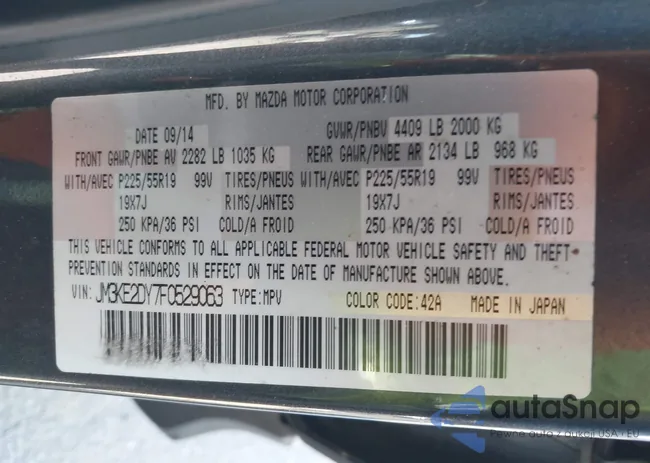 MFD. BY MAZDA MOTOR CORPORATION
DATE 09/14 GVWR/PNBV 4409 LB 2000 KG
FRONT GAWR/PNBE AV 2282 LB 1035 KG REAR GAWR/PNBE AR 2134 LB 968 KG
WITH/AVEC P225/55R19 99V TIRES/PNEUS WITH/AVEC P225/55R19 99V TIRES/PNEUS
19X7J RIMS/JANTES 19X7J RIMS/JANTES
250 KPA/36 PSI COLD/A FROID 250 KPA/36 PSI COLD/A FROID
THIS VEHICLE CONFORMS TO ALL APPLICABLE FEDERAL MOTOR VEHICLE SAFETY AND THEFT
PREVENTION STANDARDS IN EFFECT ON THE DATE OF MANUFACTURE SHOWN ABOVE.
VIN: JM3KE2DY7F0529063 TYPE:MPV COLOR CODE:42A MADE IN JAPAN
autoSnap
Pewne auta z aukcji USA i EU